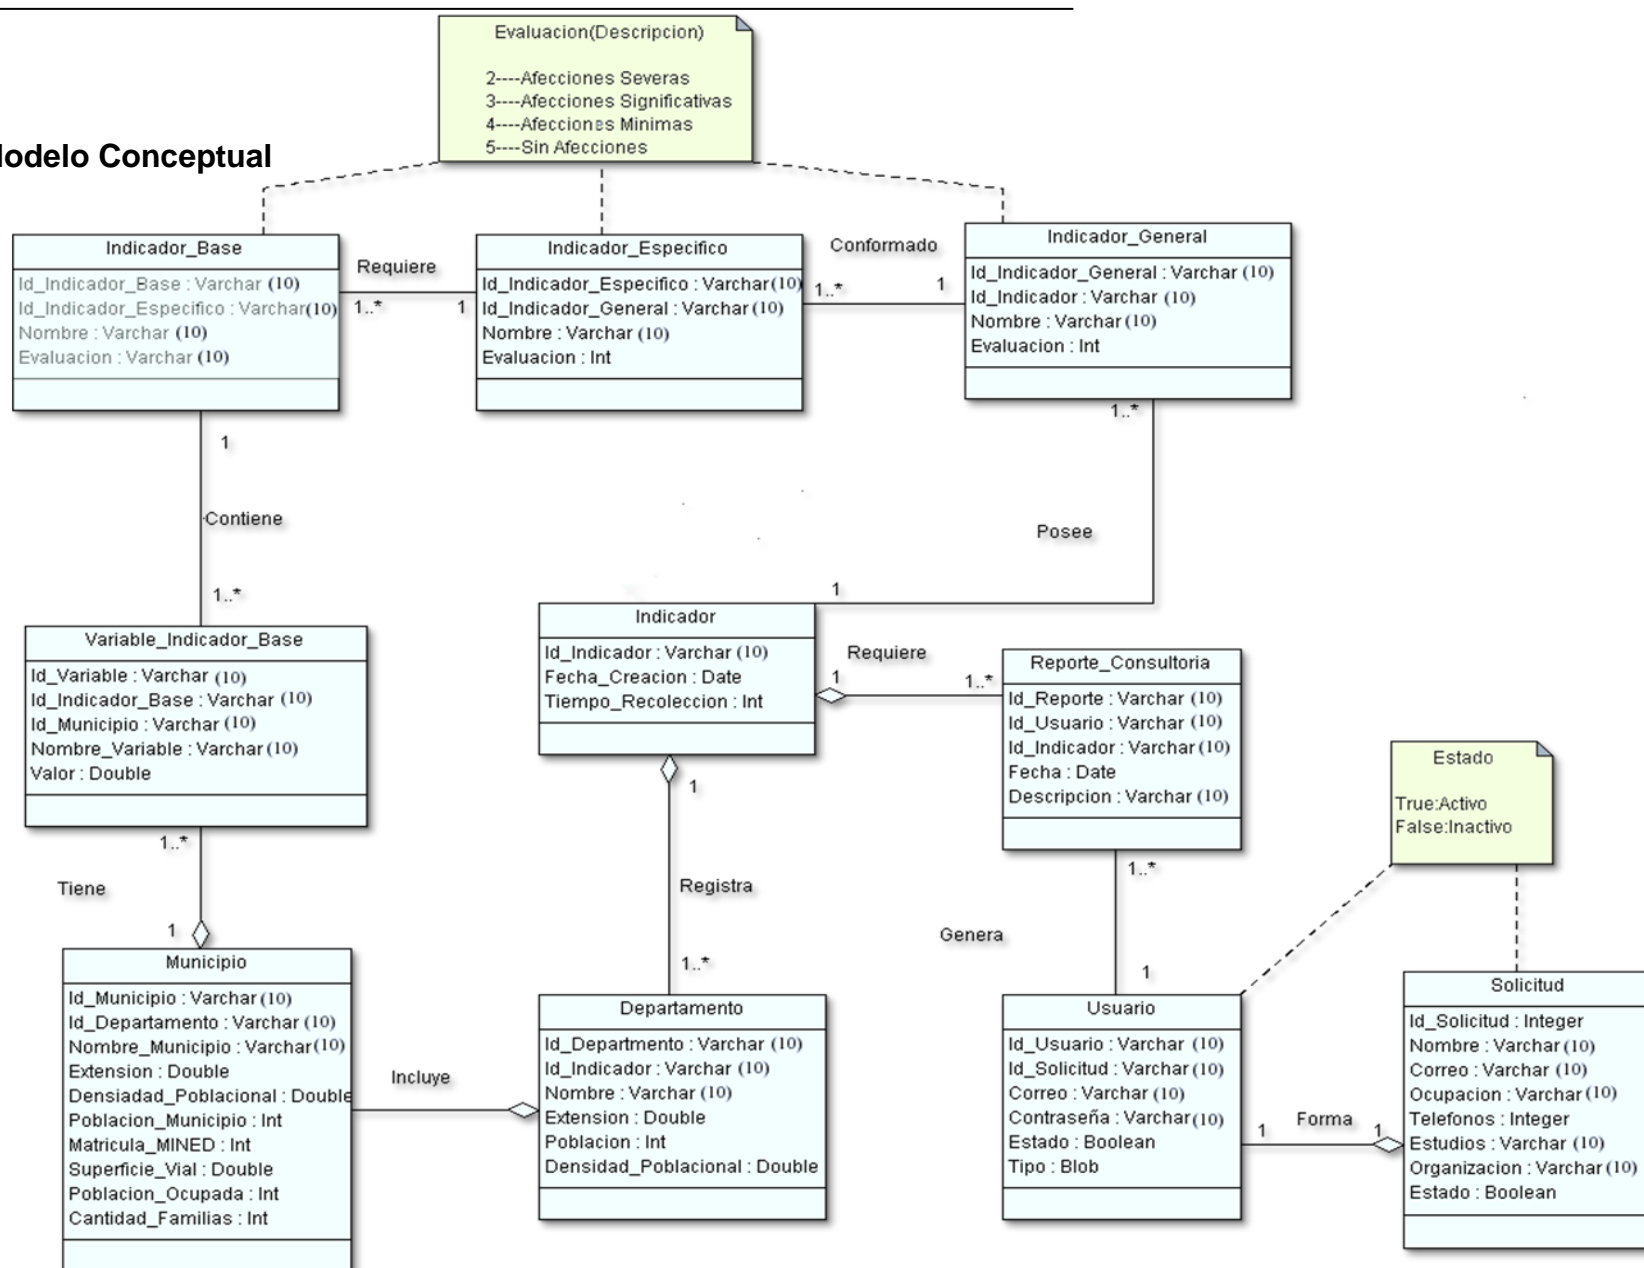 Evaluacion(Descripcion)
2----Afecciones Severas
3----Afecciones Significativas
4----Afecciones Minimas
5----Sin Afecciones
lodelo Conceptual
Indicador_Base
Id_Indicador_Base : Varchar (10)
Id_Indicador_Especifico : Varchar(10)
Nombre : Varchar (10)
Evaluacion : Varchar (10)
Requiere
1..*
1
Indicador_Especifico
Id_Indicador_Especifico : Varchar(10)
Id_Indicador_General : Varchar (10)
Nombre : Varchar (10)
Evaluacion : Int
Conformado
1..*
1
Indicador_General
Id_Indicador_General : Varchar (10)
Id_Indicador : Varchar (10)
Nombre : Varchar (10)
Evaluacion : Int
1..*
Posee
1
1
Contiene
1..*
Variable_Indicador_Base
Id_Variable : Varchar (10)
Id_Indicador_Base : Varchar (10)
Id_Municipio : Varchar (10)
Nombre_Variable : Varchar (10)
Valor : Double
1..*
Tiene
1
Indicador
Id_Indicador : Varchar (10)
Fecha_Creacion : Date
Tiempo_Recoleccion : Int
Requiere
1
1..*
Reporte_Consultoria
Id_Reporte : Varchar (10)
Id_Usuario : Varchar (10)
Id_Indicador : Varchar (10)
Fecha : Date
Descripcion : Varchar (10)
1
Registra
1..*
1..*
Genera
1
Estado
True:Activo
False:Inactivo
Municipio
Id_Municipio : Varchar (10)
Id_Departamento : Varchar (10)
Nombre_Municipio : Varchar(10)
Extension : Double
Densiadad_Poblacional : Double
Poblacion_Municipio : Int
Matricula_MINED : Int
Superficie_Vial : Double
Poblacion_Ocupada : Int
Cantidad_Familias : Int
Incluye
Departamento
Id_Departmento : Varchar (10)
Id_Indicador : Varchar (10)
Nombre : Varchar (10)
Extension : Double
Poblacion : Int
Densidad_Poblacional : Double
Usuario
Id_Usuario : Varchar (10)
Id_Solicitud : Varchar (10)
Correo : Varchar (10)
Contraseña : Varchar (10)
Estado : Boolean
Tipo : Blob
1
Forma
1
Solicitud
Id_Solicitud : Integer
Nombre : Varchar (10)
Correo : Varchar (10)
Ocupacion : Varchar (10)
Telefonos : Integer
Estudios : Varchar (10)
Organizacion : Varchar (10)
Estado : Boolean